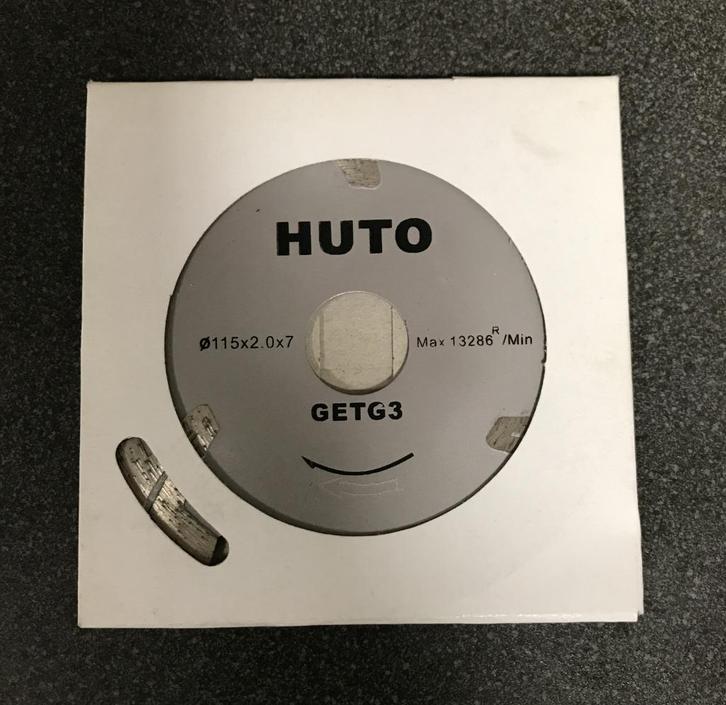 HUTO
Ø115x2.0x7
Max 13286R/Min
GETG3